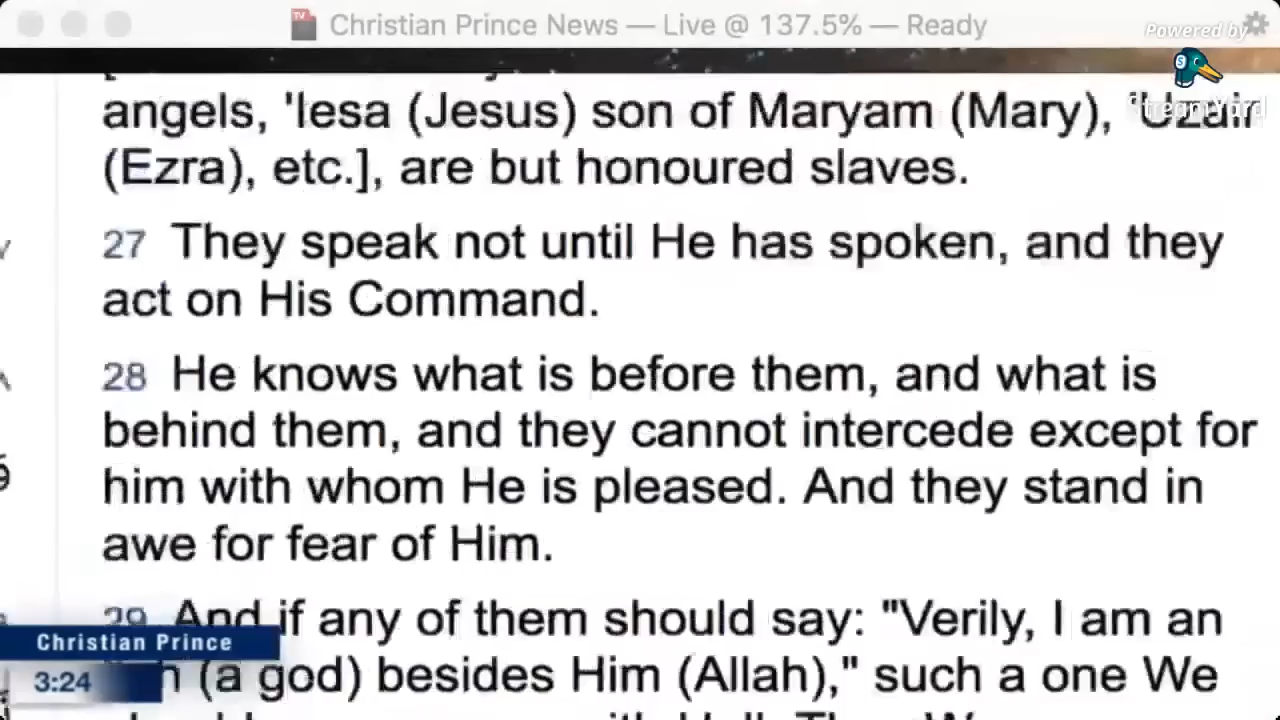 Christian Prince News — Live @ 137.5% — Ready
Powered by
StreamYard
angels, 'Iesa (Jesus) son of Maryam (Mary), 'Uzair
(Ezra), etc.], are but honoured slaves.
27 They speak not until He has spoken, and they
act on His Command.
28 He knows what is before them, and what is
behind them, and they cannot intercede except for
him with whom He is pleased. And they stand in
awe for fear of Him.
29 And if any of them should say: "Verily, I am an
(a god) besides Him (Allah)," such a one We
Christian Prince
3:24